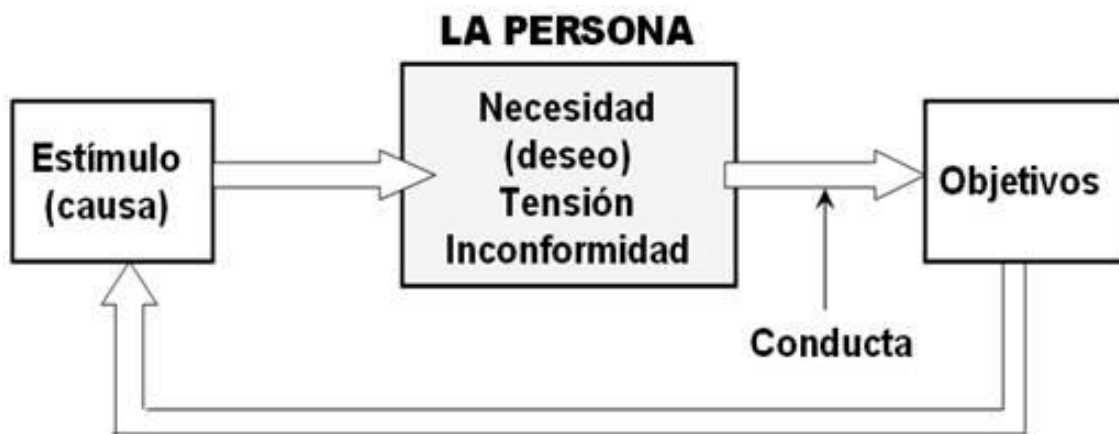 LA PERSONA
Estímulo
(causa)
Necesidad
(deseo)
Tensión
Inconformidad
Objetivos
Conducta